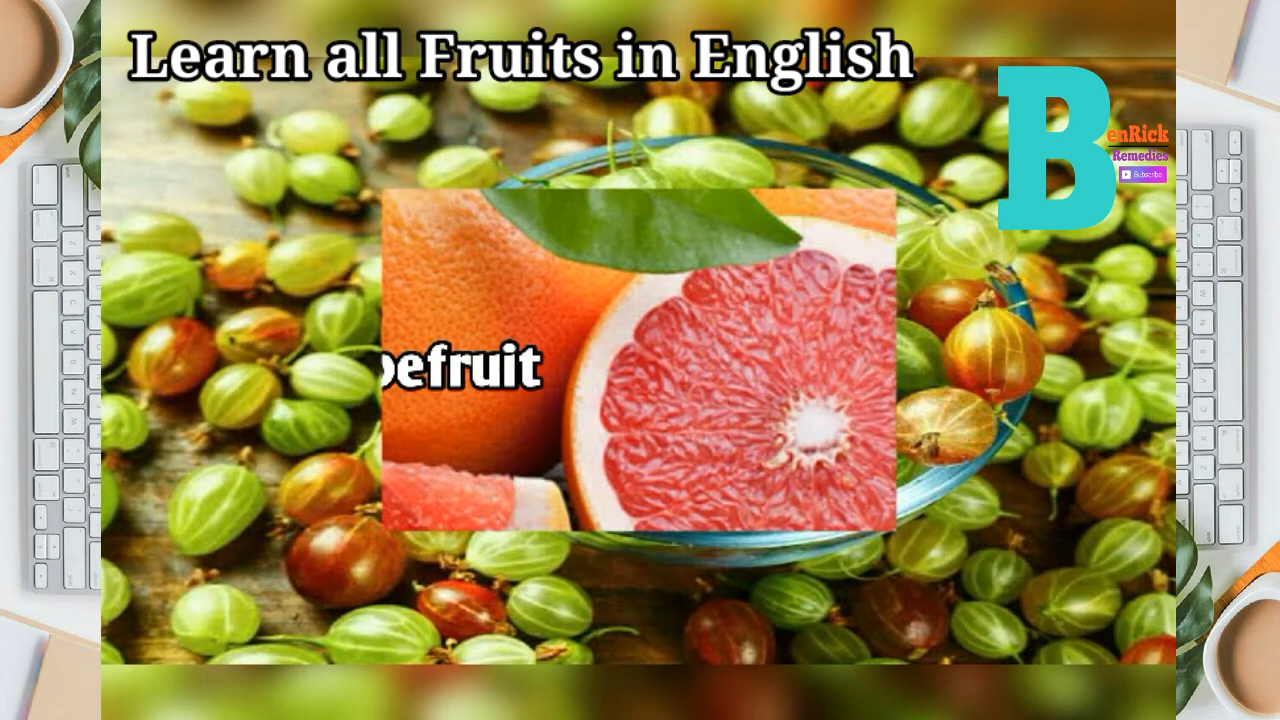 Learn all Fruits in English
B
enRick
Remedies
Subscribe
pefruit